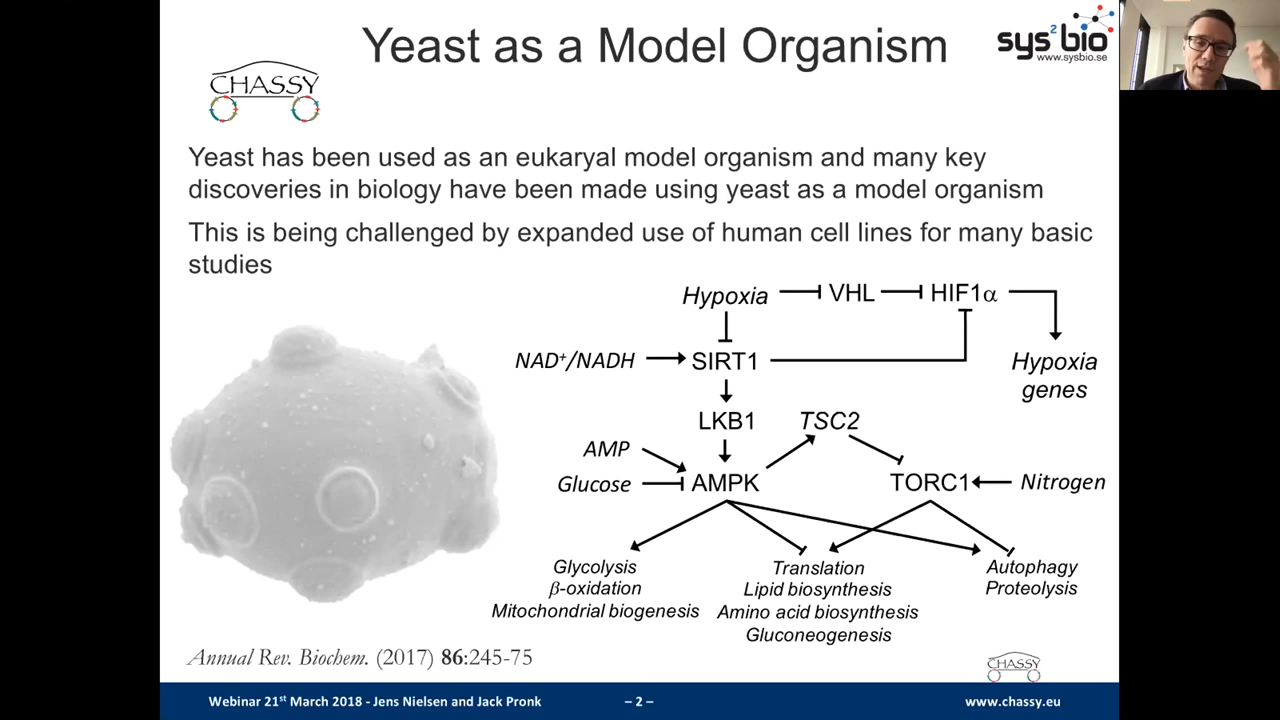 Yeast as a Model Organism
sys2bio
www.sysbio.se
CHASSY
Yeast has been used as an eukaryal model organism and many key
discoveries in biology have been made using yeast as a model organism
This is being challenged by expanded use of human cell lines for many basic
studies
Hypoxia
VHL
HIF1α
NAD+/NADH
SIRT1
Hypoxia
genes
LKB1
TSC2
AMP
Glucose
AMPK
TORC1
Nitrogen
Glycolysis
β-oxidation
Mitochondrial biogenesis
Translation
Lipid biosynthesis
Amino acid biosynthesis
Gluconeogenesis
Autophagy
Proteolysis
Annual Rev. Biochem. (2017) 86:245-75
CHASSY
Webinar 21st March 2018 - Jens Nielsen and Jack Pronk
– 2 –
www.chassy.eu